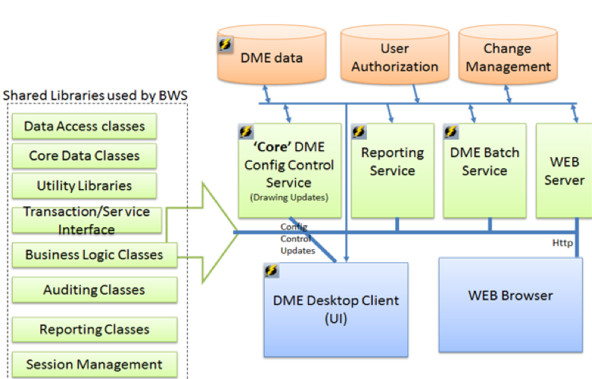 DME data
User
Authorization
Change
Management
Shared Libraries used by BWS
Data Access classes
Core Data Classes
Utility Libraries
Transaction/Service
Interface
Business Logic Classes
Auditing Classes
Reporting Classes
Session Management
'Core' DME
Config Control
Service
(Drawing Updates)
Reporting
Service
DME Batch
Service
WEB
Server
Config
Control
Updates
Http
DME Desktop Client
(UI)
WEB Browser